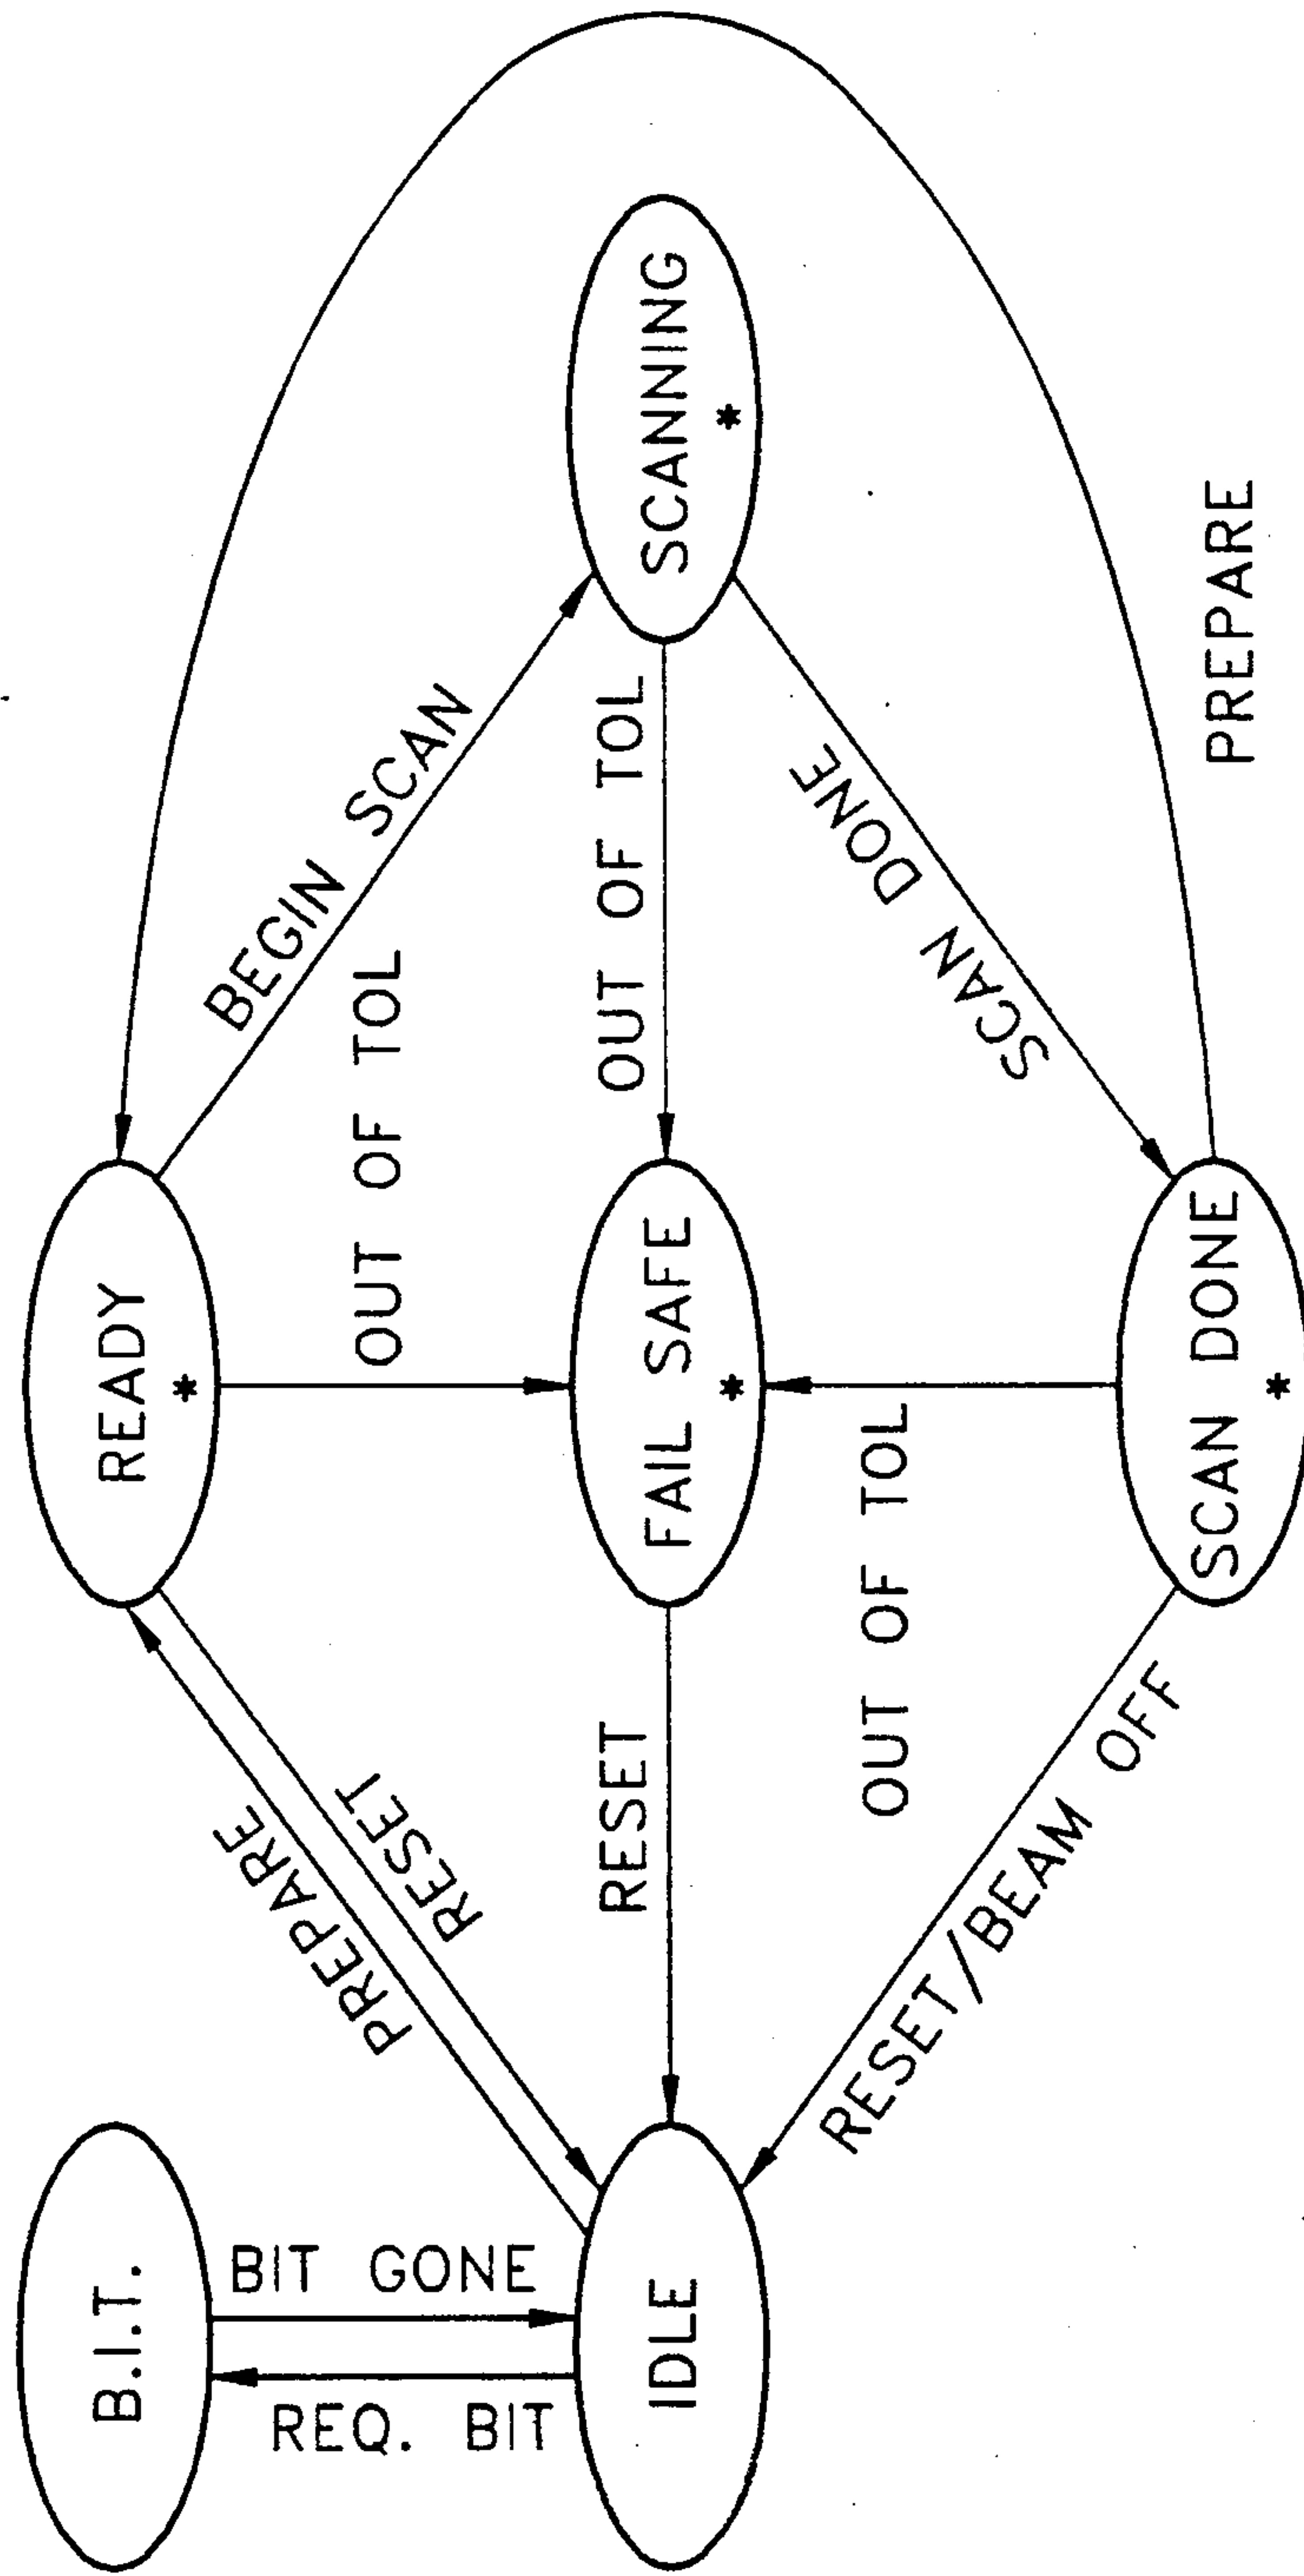 B.I.T.
READY
*
REQ. BIT
BIT GONE
PREPARE
RESET
BEGIN SCAN
OUT OF TOL
RESET
OUT OF TOL
IDLE
FAIL SAFE
*
SCANNING
*
RESET/BEAM OFF
OUT OF TOL
SCAN DONE
SCAN DONE
*
PREPARE